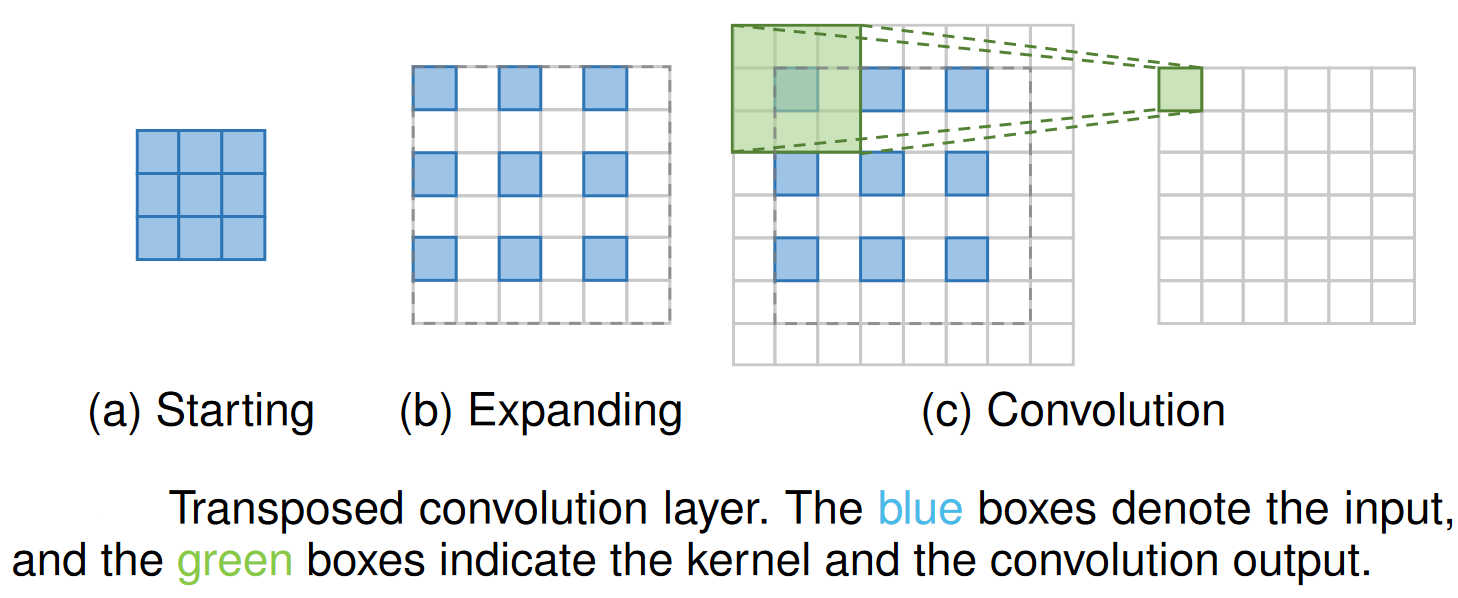 (a) Starting
(b) Expanding
(c) Convolution
Transposed convolution layer. The blue boxes denote the input,
and the green boxes indicate the kernel and the convolution output.